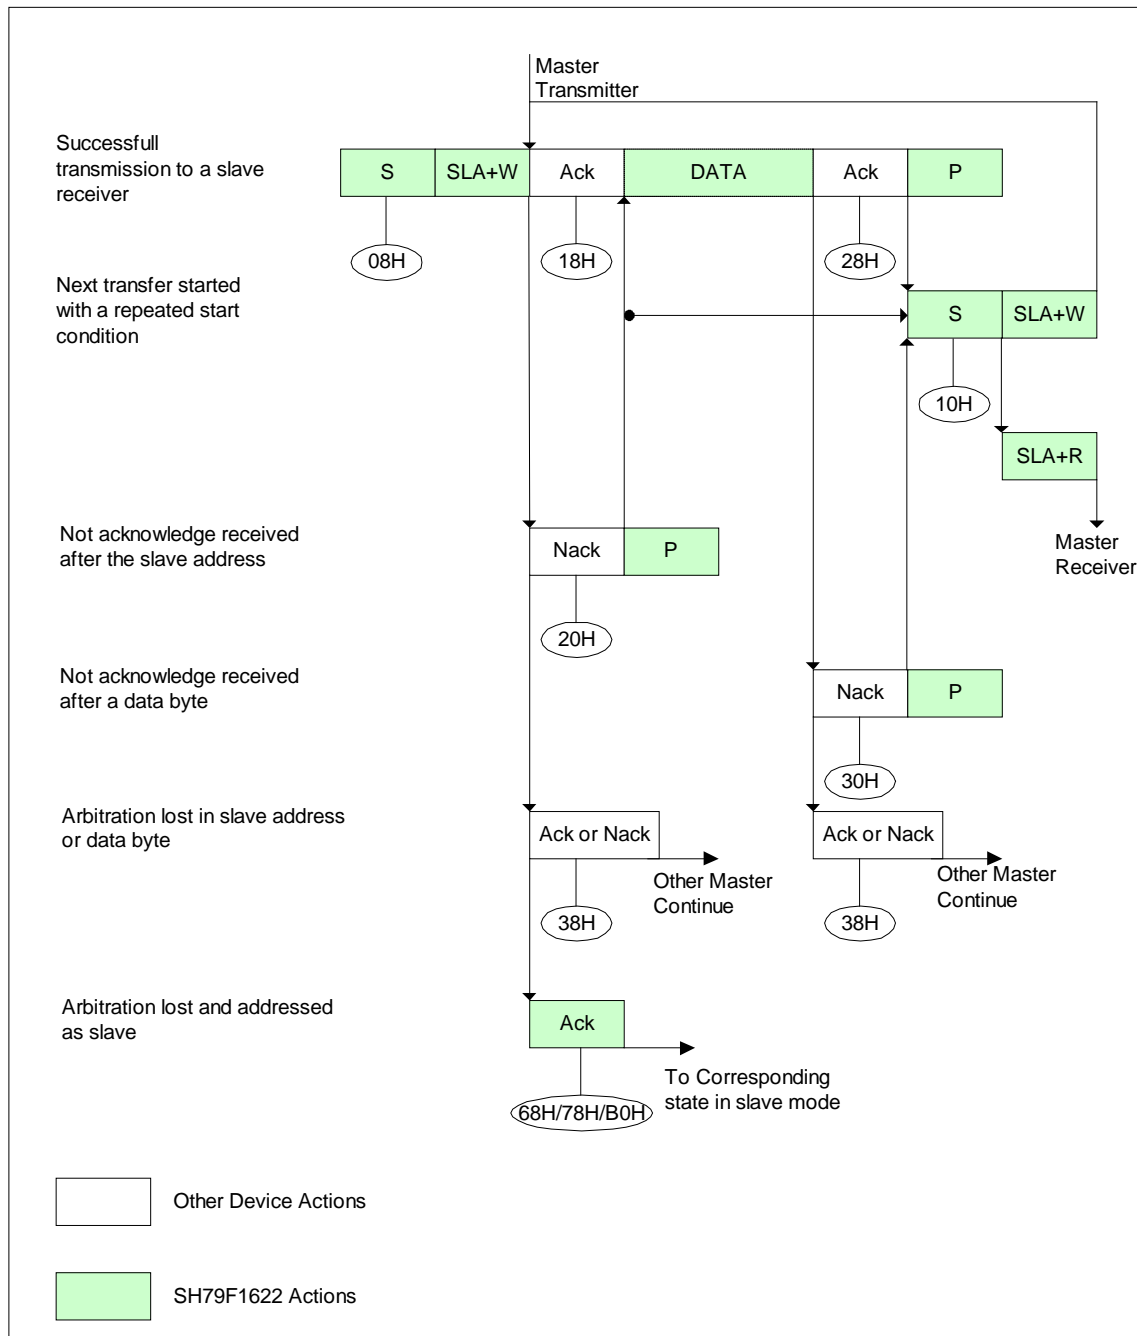 Master
Transmitter
Successfull
transmission to a slave
receiver
S SLA+W Ack DATA Ack P
08H 18H 28H
Next transfer started
with a repeated start
condition
S SLA+W
10H
SLA+R
Not acknowledge received
after the slave address
Nack P
Master
Receiver
20H
Not acknowledge received
after a data byte
Nack P
30H
Arbitration lost in slave address
or data byte
Ack or Nack Ack or Nack
Other Master
Continue
Other Master
Continue
38H 38H
Arbitration lost and addressed
as slave
Ack
To Corresponding
state in slave mode
68H/78H/B0H
Other Device Actions
SH79F1622 Actions